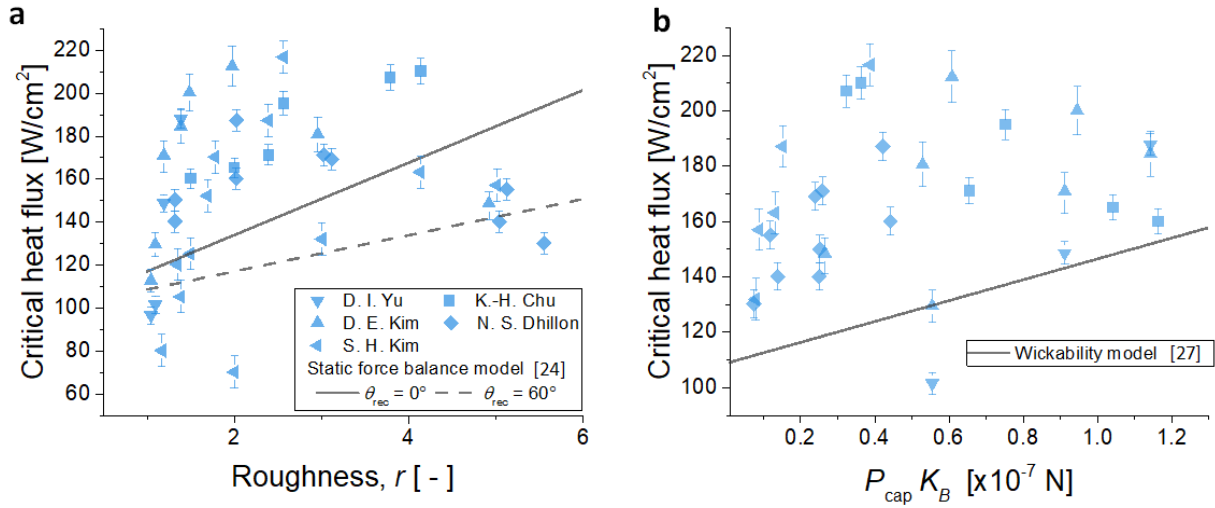 a
Critical heat flux [W/cm²]
220
200
180
160
140
120
100
80
60
D. I. Yu
K.-H. Chu
D. E. Kim
N. S. Dhillon
S. H. Kim
Static force balance model [24]
θrec = 0°
θrec = 60°
2
4
6
Roughness, r [ - ]
b
Critical heat flux [W/cm²]
220
200
180
160
140
120
100
Wickability model [27]
0.2
0.4
0.6
0.8
1.0
1.2
Pcap KB [x10⁻⁷ N]